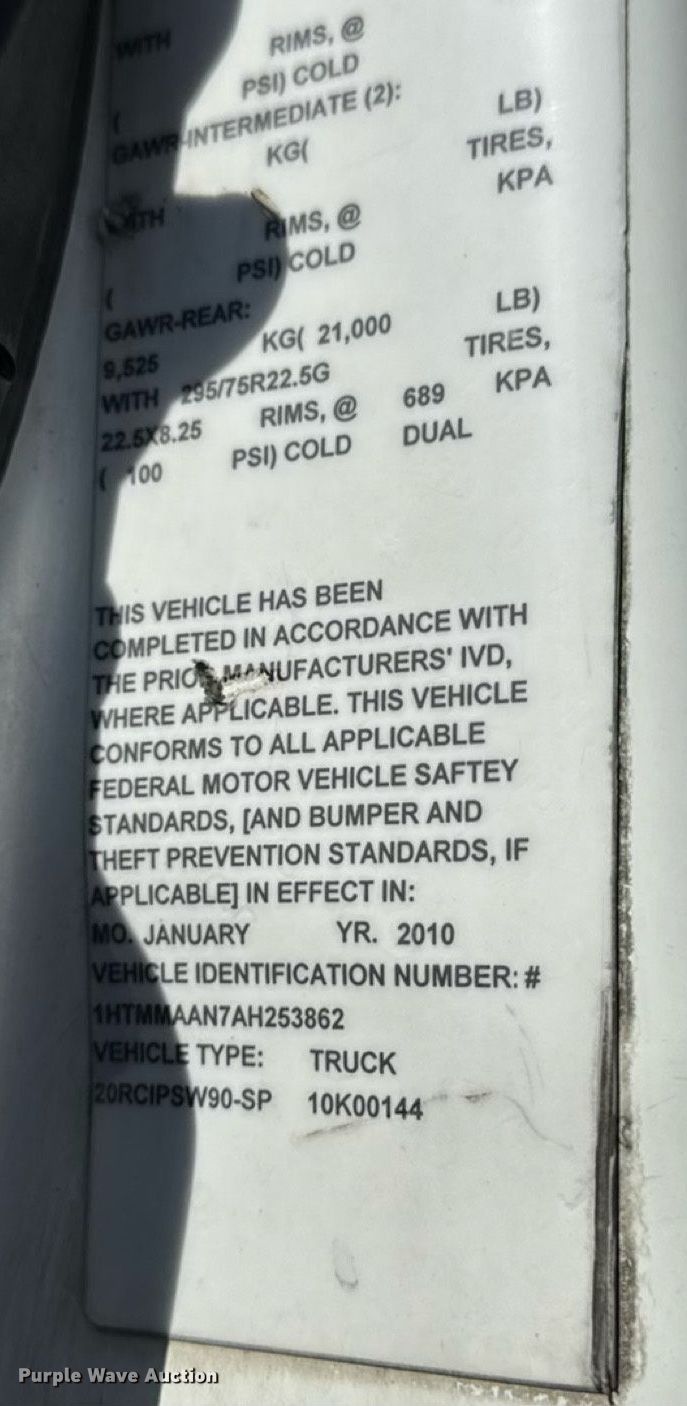 WITH RIMS, @
( PSI) COLD
GAWR-INTERMEDIATE (2):
KG( LB)
TIRES,
WITH RIMS, @ KPA
( PSI) COLD
GAWR-REAR:
9,525 KG( 21,000 LB)
WITH 295/75R22.5G TIRES,
22.5X8.25 RIMS, @ 689 KPA
( 100 PSI) COLD DUAL
THIS VEHICLE HAS BEEN
COMPLETED IN ACCORDANCE WITH
THE PRIOR MANUFACTURERS' IVD,
WHERE APPLICABLE. THIS VEHICLE
CONFORMS TO ALL APPLICABLE
FEDERAL MOTOR VEHICLE SAFTEY
STANDARDS, [AND BUMPER AND
THEFT PREVENTION STANDARDS, IF
APPLICABLE] IN EFFECT IN:
MO. JANUARY YR. 2010
VEHICLE IDENTIFICATION NUMBER: #
1HTMMAAN7AH253862
VEHICLE TYPE: TRUCK
20RCIPSW90-SP 10K00144
Purple Wave Auction